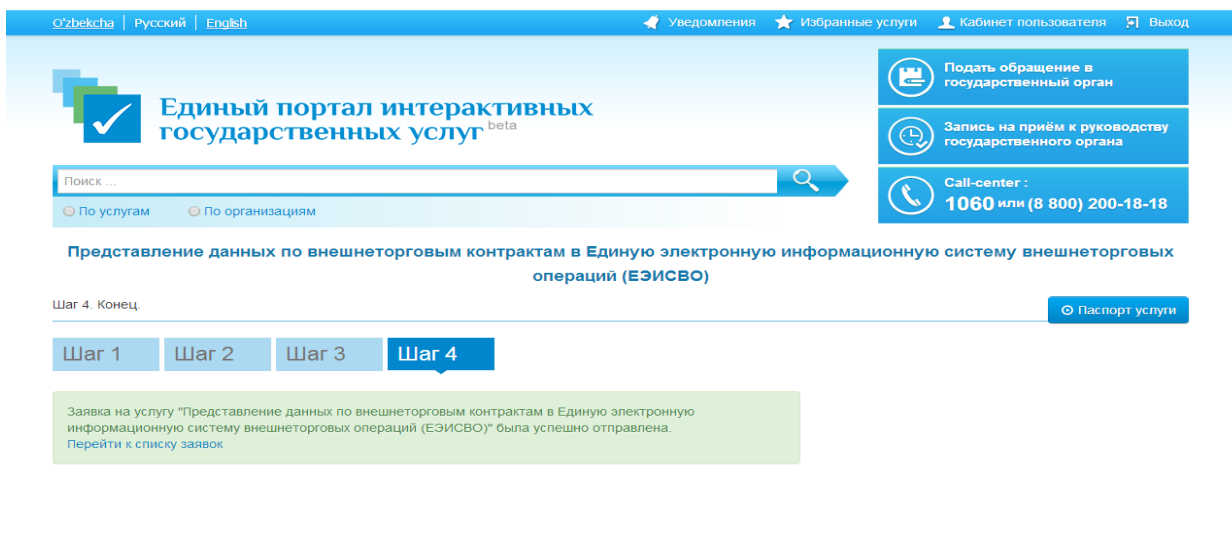 O'zbekcha | Русский | English
Уведомления Избранные услуги Кабинет пользователя Выход
Единый портал интерактивных
государственных услуг beta
Подать обращение в
государственный орган
Запись на приём к руководству
государственного органа
Call-center :
1060 или (8 800) 200-18-18
Поиск ...
По услугам По организациям
Представление данных по внешнеторговым контрактам в Единую электронную информационную систему внешнеторговых
операций (ЕЭИСВО)
Шаг 4. Конец.
Паспорт услуги
Шаг 1 Шаг 2 Шаг 3 Шаг 4
Заявка на услугу "Представление данных по внешнеторговым контрактам в Единую электронную
информационную систему внешнеторговых операций (ЕЭИСВО)" была успешно отправлена.
Перейти к списку заявок